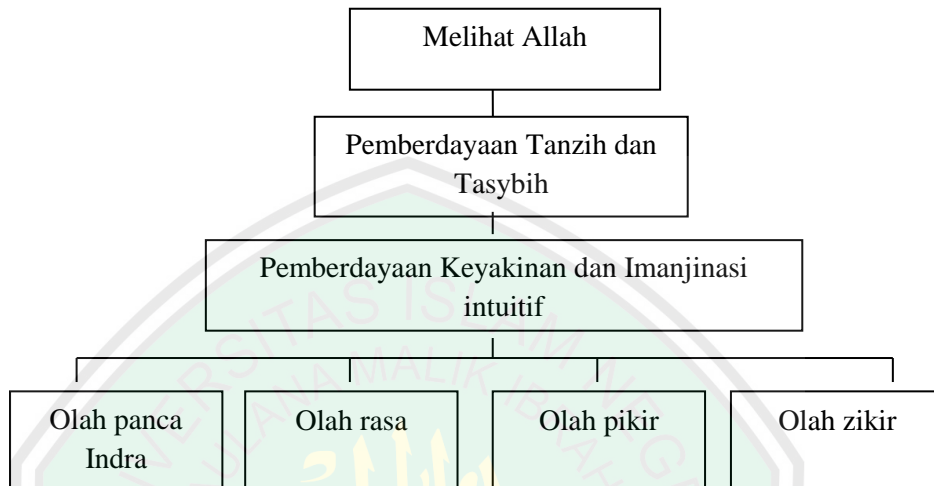 Melihat Allah
Pemberdayaan Tanzih dan
Tasybih
Pemberdayaan Keyakinan dan Imanjinasi
intuitif
Olah panca
Indra
Olah rasa
Olah pikir
Olah zikir